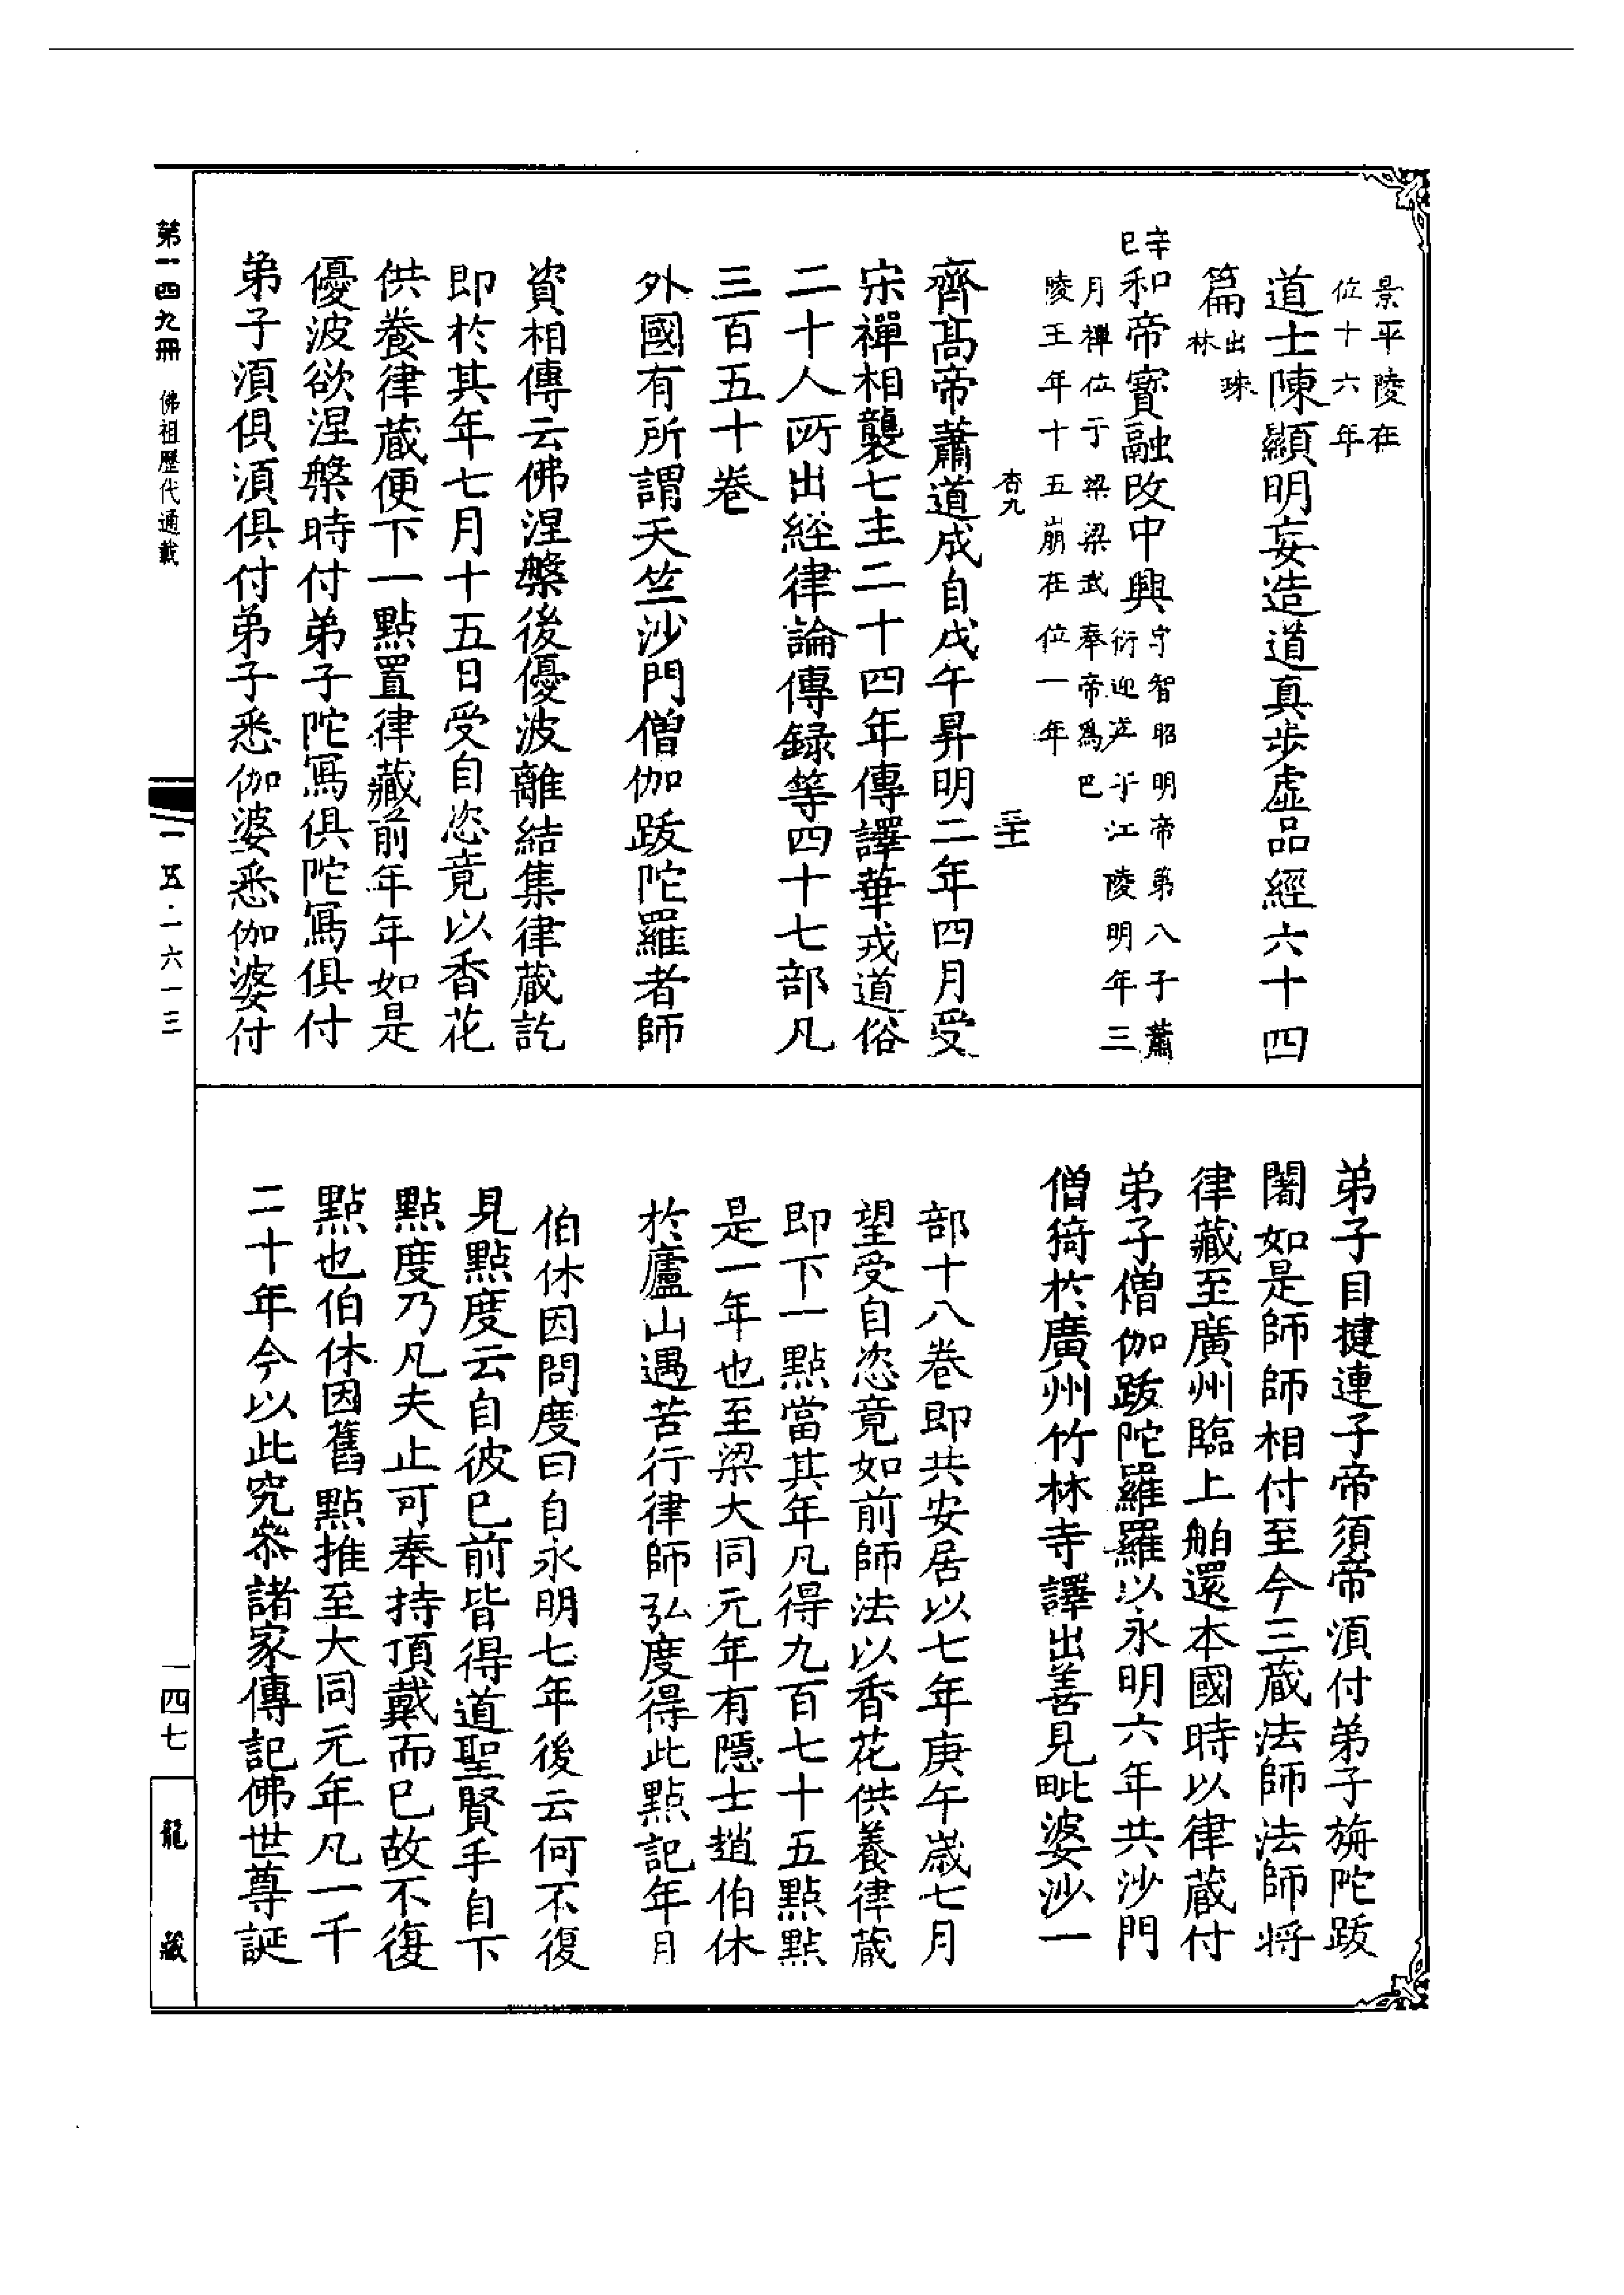 景平陵在
位十六年
道士陳顯明妄造道真步虛品經六十四
篇出珠
林
辛
巳和帝寶融改中興字智昭明帝第八子蕭
衍迎立于江陵明年三
月禪位于梁梁武奉帝為巴
陵王年十五崩在位一年
杏九 三十
齊髙帝蕭道成自戊午昇明二年四月受
宋禪相襲七主二十四年傳譯華戎道俗
二十人所出經律論傳録等四十七部凡
三百五十卷
外國有所謂天竺沙門僧伽跋陀羅者師
資相傳云佛涅槃後優波離結集律蔵訖
即於其年七月十五日受自恣竟以香花
供養律蔵便下一點置律藏前年年如是
優波欲涅槃時付弟子陀寫俱陀寫俱付
弟子湏俱湏俱付弟子悉伽婆悉伽婆付
弟子目揵連子帝須帝湏付弟子旃陀跋
闍如是師師相付至今三蔵法師法師将
律藏至廣州臨上舶還本國時以律蔵付
弟子僧伽跋陀羅羅以永明六年共沙門
僧猗於廣州竹林寺譯出善見毗婆沙一
部十八卷即共安居以七年庚午歲七月
望受自恣竟如前師法以香花供養律蔵
即下一點當其年凡得九百七十五點點
是一年也至梁大同元年有隱士趙伯休
於廬山遇苦行律師弘度得此點記年月
伯休因問度曰自永明七年後云何不復
見點度云自彼已前皆得道聖賢手自下
點度乃凡夫止可奉持頂戴而已故不復
點也伯休因舊點推至大同元年凡一千
二十年今以此究叅諸家傳記佛世尊誕
第一四九冊 佛祖歷代通載
一五·一六一三
一四七
龍藏